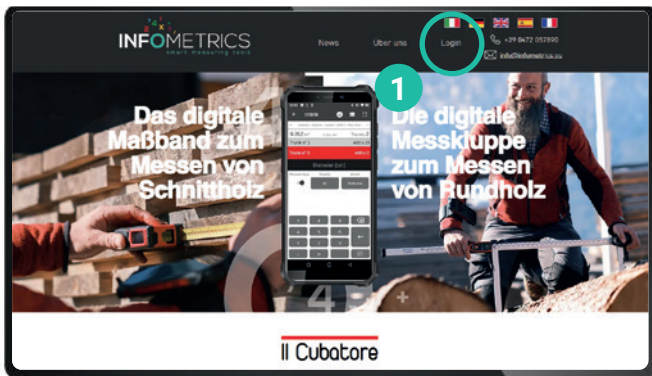 INFOMETRICS
smart measuring tools
News
Über uns
Login
+39 0472 057890
info@infometrics.eu
1
Das digitale
Maßband zum
Messen von
Schnittholz
Die digitale
Messkluppe
zum Messen
von Rundholz
Il Cubatore